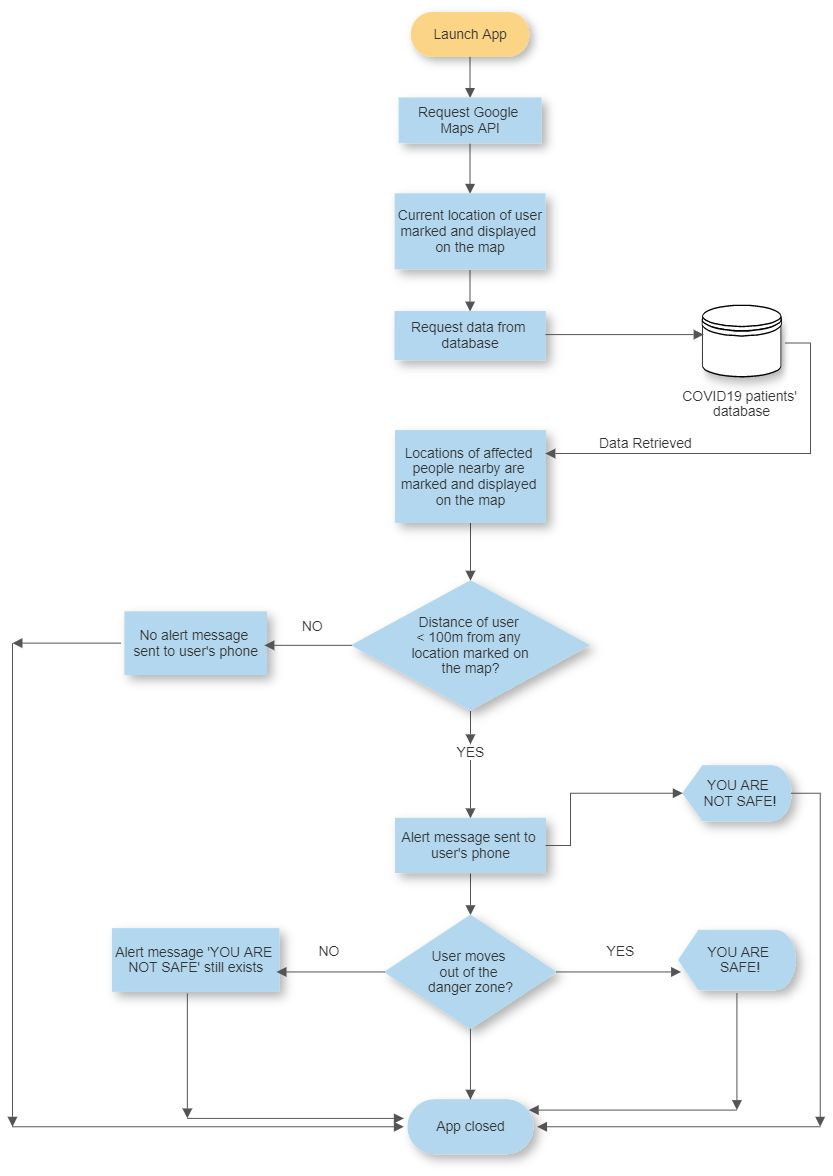 Launch App
Request Google
Maps API
Current location of user
marked and displayed
on the map
Request data from
database
COVID19 patients'
database
Data Retrieved
Locations of affected
people nearby are
marked and displayed
on the map
Distance of user
< 100m from any
location marked on
the map?
NO
No alert message
sent to user's phone
YES
Alert message sent to
user's phone
YOU ARE
NOT SAFE!
User moves
out of the
danger zone?
NO
Alert message 'YOU ARE
NOT SAFE' still exists
YES
YOU ARE
SAFE!
App closed